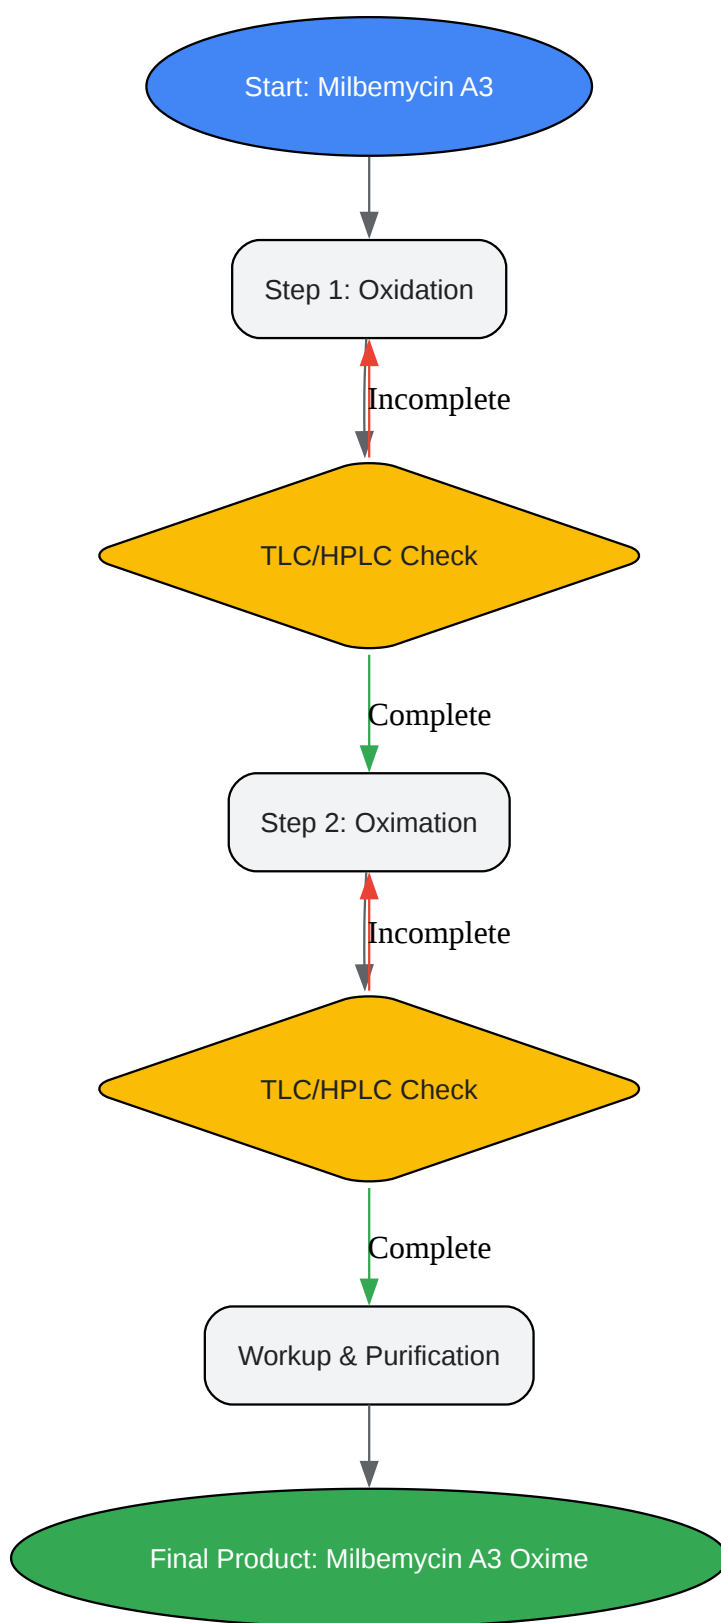 Start: Milbemycin A3
Step 1: Oxidation
Incomplete
TLC/HPLC Check
Complete
Step 2: Oximation
Incomplete
TLC/HPLC Check
Complete
Workup & Purification
Final Product: Milbemycin A3 Oxime